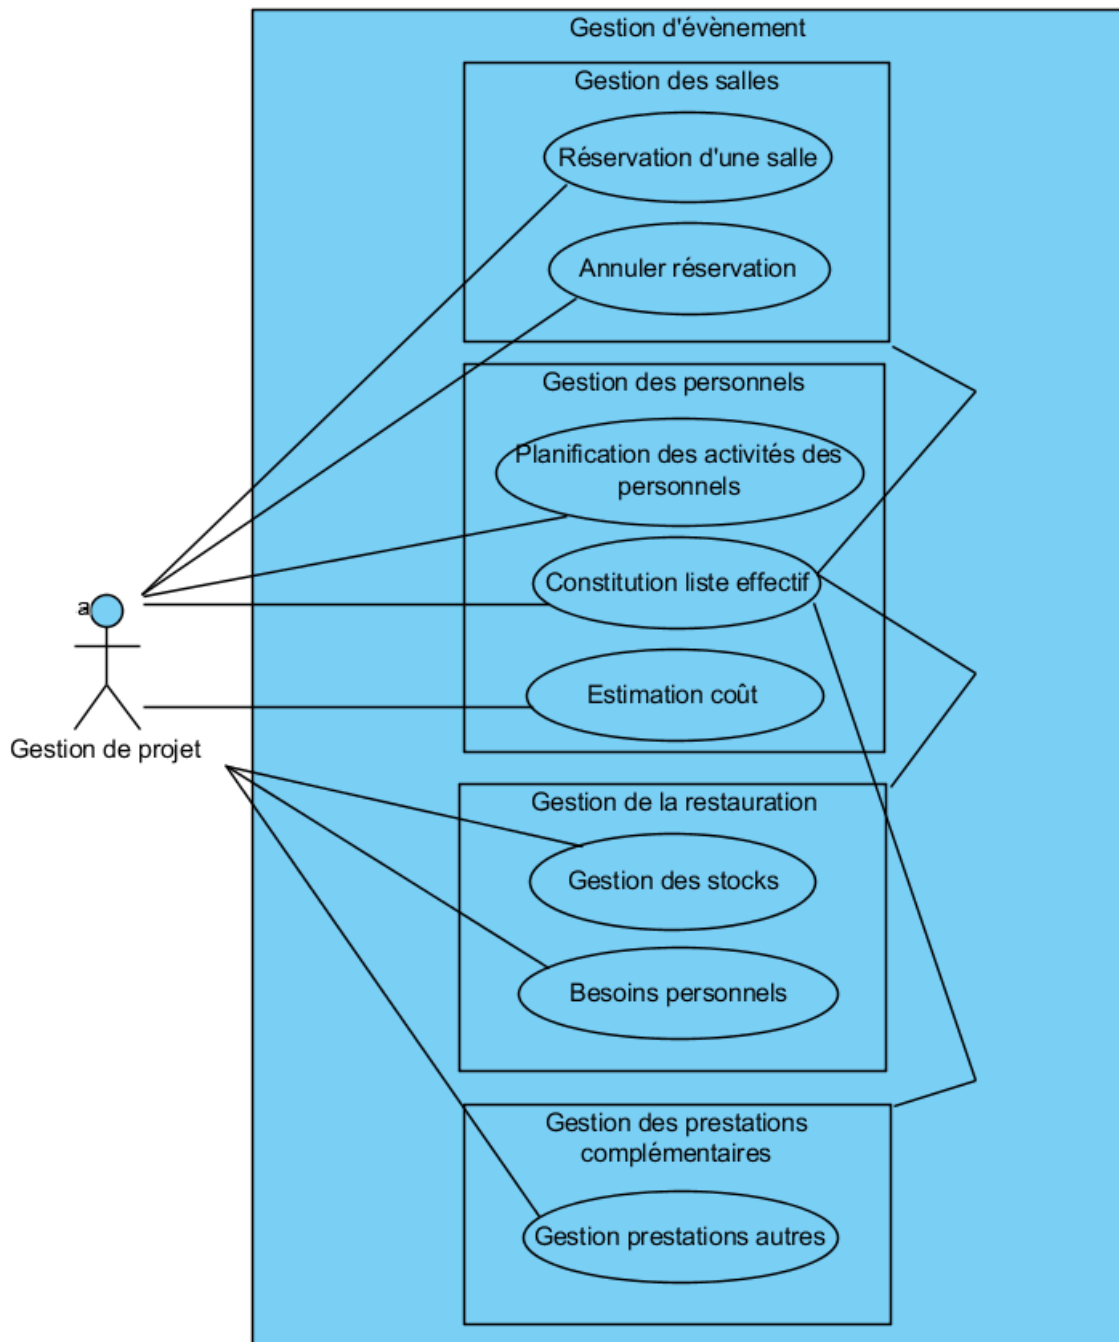 Gestion d'évènement
Gestion des salles
Réservation d'une salle
Annuler réservation
Gestion des personnels
Planification des activités des
personnels
Constitution liste effectif
Estimation coût
a
Gestion de projet
Gestion de la restauration
Gestion des stocks
Besoins personnels
Gestion des prestations
complémentaires
Gestion prestations autres